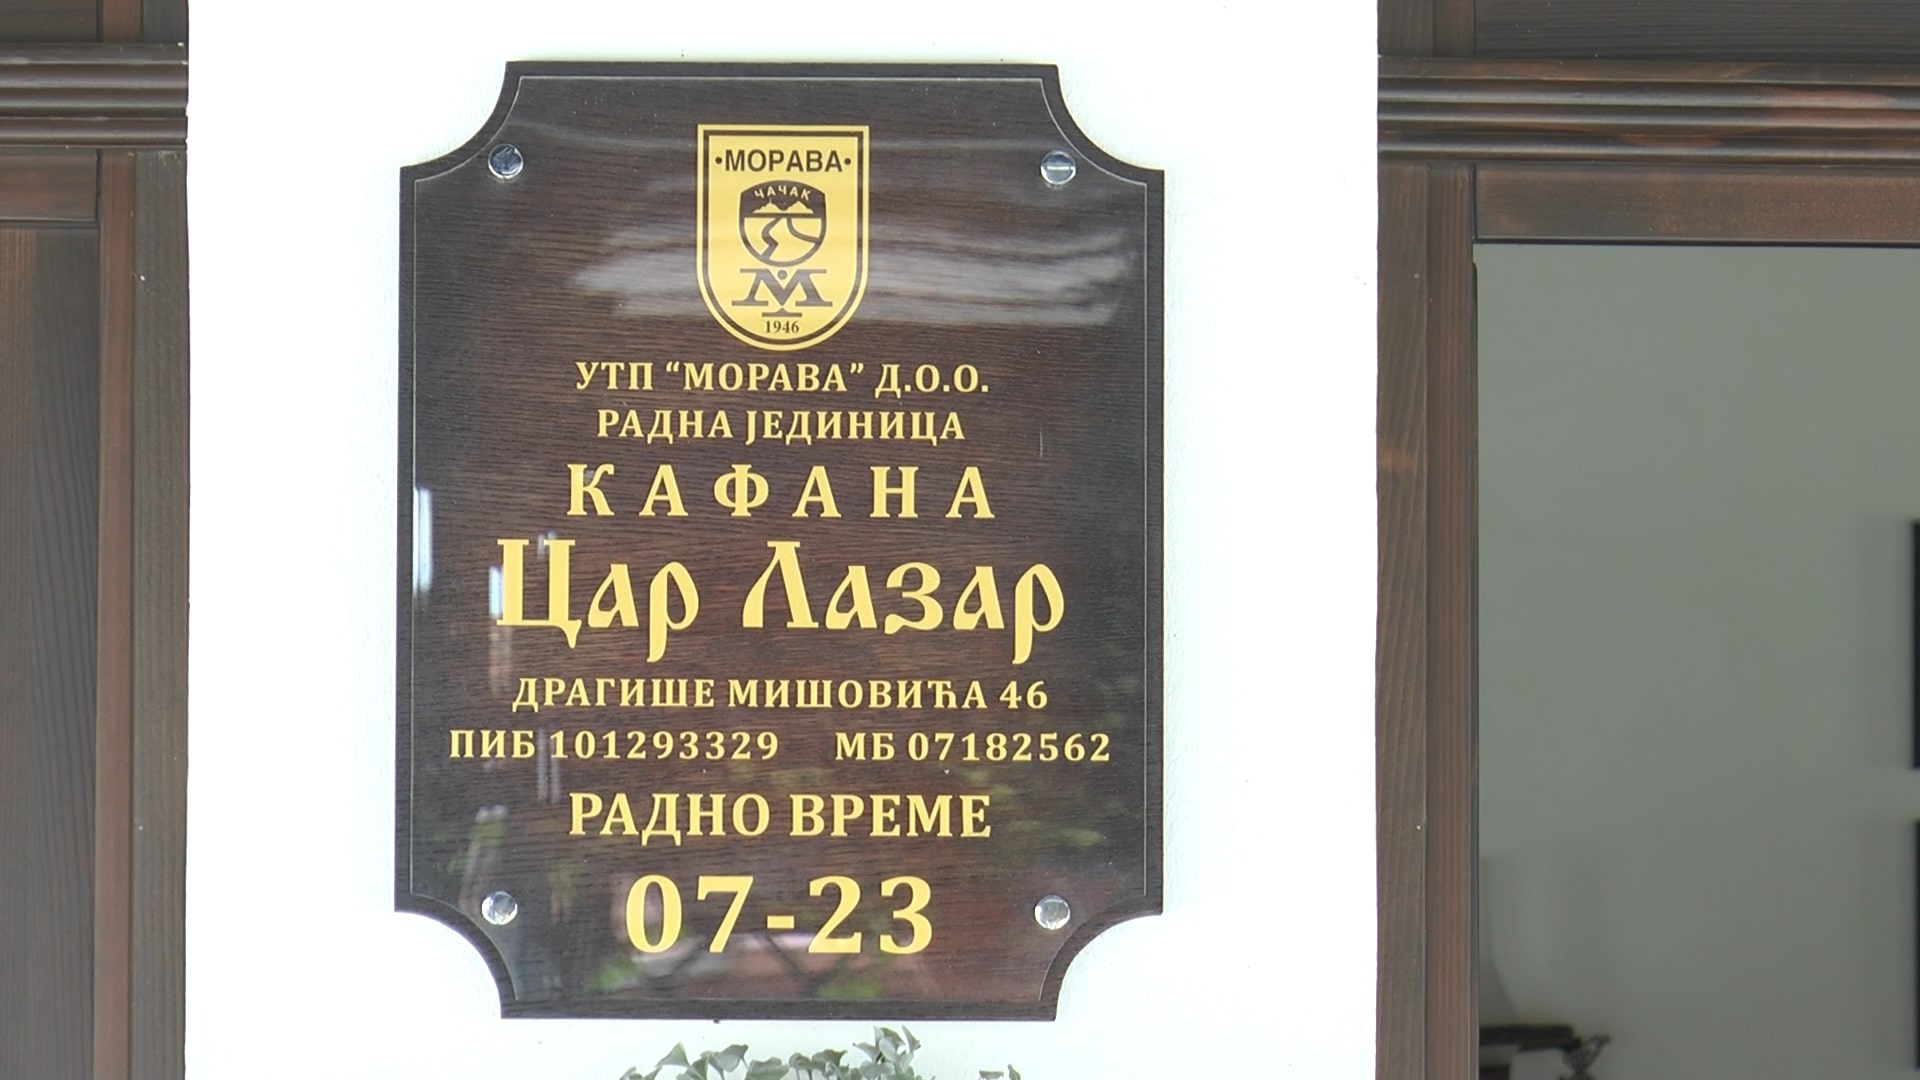 •МОРАВА•
ЧАЧАК
М
1946
УТП “МОРАВА” Д.О.О.
РАДНА ЈЕДИНИЦА
КАФАНА
Цар Лазар
ДРАГИШЕ МИШОВИЋА 46
ПИБ 101293329 МБ 07182562
РАДНО ВРЕМЕ
07-23